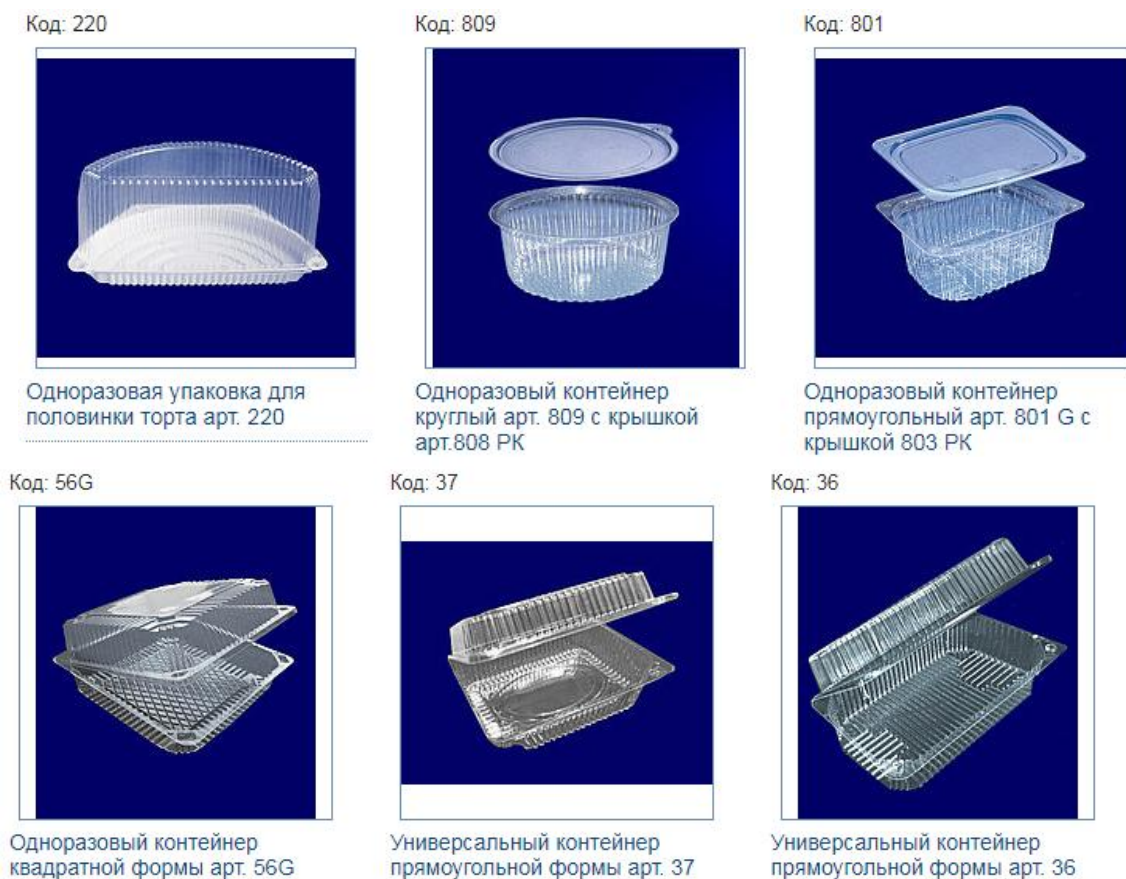 Код: 220
Код: 809
Код: 801
Одноразовая упаковка для
половинки торта арт. 220
Одноразовый контейнер
круглый арт. 809 с крышкой
арт.808 РК
Одноразовый контейнер
прямоугольный арт. 801 G с
крышкой 803 РК
Код: 56G
Код: 37
Код: 36
Одноразовый контейнер
квадратной формы арт. 56G
Универсальный контейнер
прямоугольной формы арт. 37
Универсальный контейнер
прямоугольной формы арт. 36